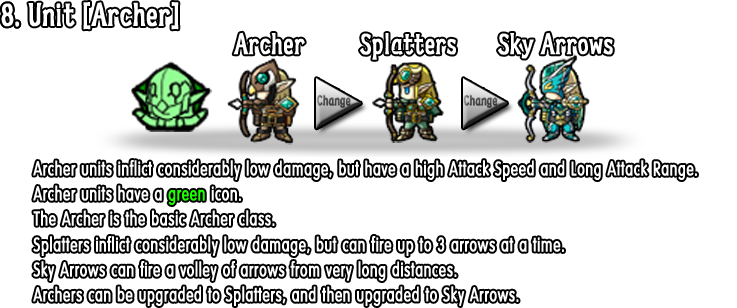 8. Unit [Archer]
Archer Splatters Sky Arrows
Change Change
Archer units inflict considerably low damage, but have a high Attack Speed and Long Attack Range.
Archer units have a green icon.
The Archer is the basic Archer class.
Splatters inflict considerably low damage, but can fire up to 3 arrows at a time.
Sky Arrows can fire a volley of arrows from very long distances.
Archers can be upgraded to Splatters, and then upgraded to Sky Arrows.